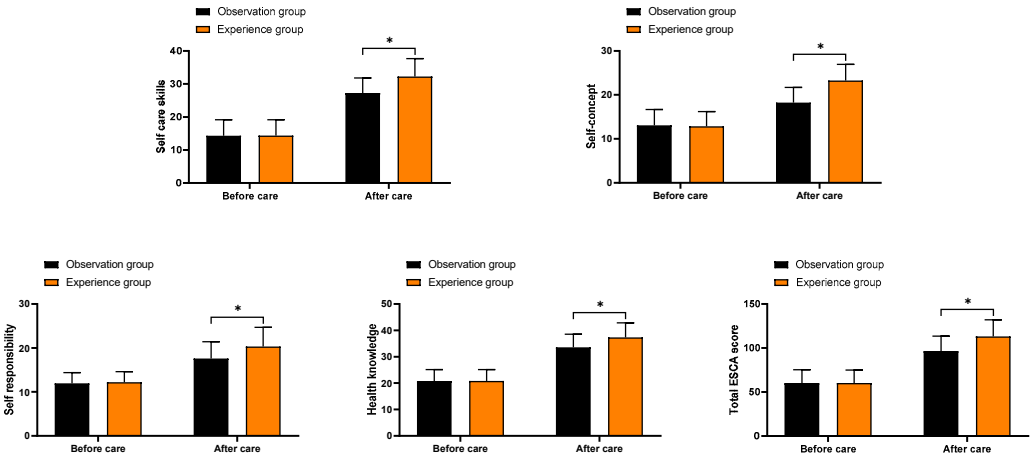 Observation group
Experience group
Self care skills
40
30
20
10
0
*
Before care
After care
Observation group
Experience group
Self-concept
30
20
10
0
*
Before care
After care
Observation group
Experience group
Self responsibility
30
20
10
0
*
Before care
After care
Observation group
Experience group
Health knowledge
50
40
30
20
10
0
*
Before care
After care
Observation group
Experience group
Total ESCA score
150
100
50
0
*
Before care
After care